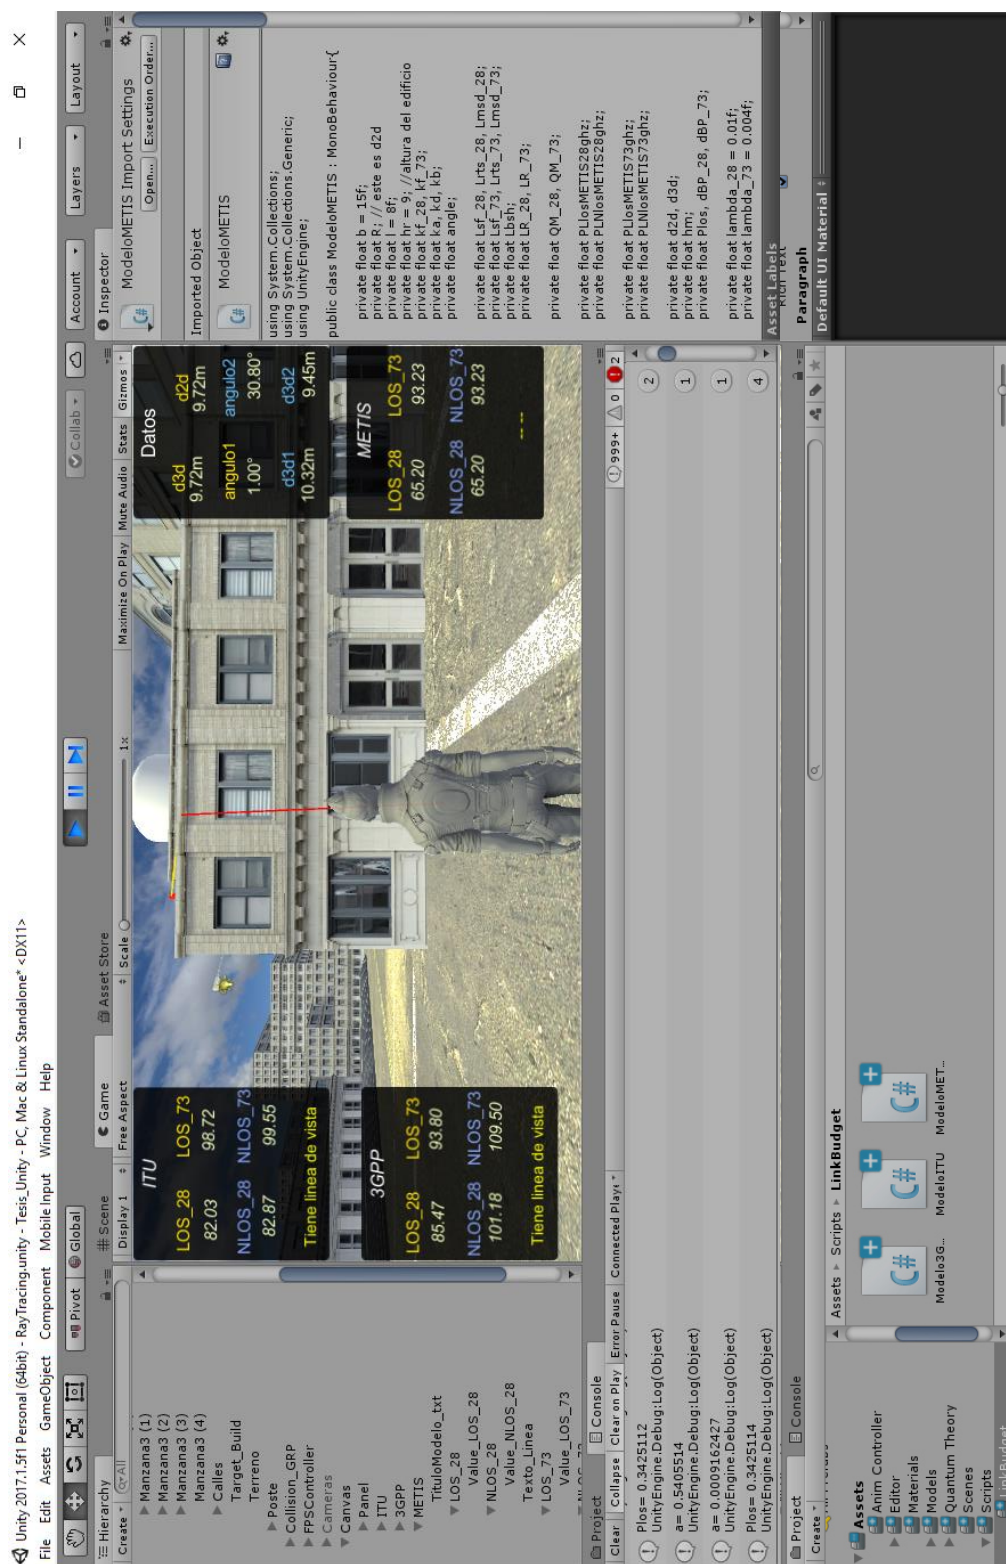 Unity 2017.1.5f1 Personal (64bit) - RayTracing.unity - Tesis_Unity - PC, Mac & Linux Standalone* <DX11>
File Edit Assets GameObject Component Mobile Input Window Help
Pivot Global
Collab Account Layers Layout
Hierarchy
Create All
Manzana3 (1)
Manzana3 (2)
Manzana3 (3)
Manzana3 (4)
Calles
Target_Build
Terreno
Poste
Collision_GRP
FPSController
Cameras
Canvas
Panel
ITU
3GPP
METIS
TituloModelo_txt
LOS_28
Value_LOS_28
NLOS_28
Value_NLOS_28
Texto_Linea
LOS_73
Value_LOS_73
Scene Game Asset Store
Display 1 Free Aspect Scale 1x Maximize On Play Mute Audio Stats Gizmos
ITU
LOS_28 LOS_73
82.03 98.72
NLOS_28 NLOS_73
82.87 99.55
Tiene linea de vista
3GPP
LOS_28 LOS_73
85.47 93.80
NLOS_28 NLOS_73
101.18 109.50
Tiene linea de vista
Datos
d3d d2d
9.72m 9.72m
angulo1 angulo2
1.00° 30.80°
d3d1 d3d2
10.32m 9.45m
METIS
LOS_28 LOS_73
65.20 93.23
NLOS_28 NLOS_73
65.20 93.23
--
Inspector
ModeloMETIS Import Settings
Open... Execution Order...
Imported Object
ModeloMETIS
using System.Collections;
using System.Collections.Generic;
using UnityEngine;
public class ModeloMETIS : MonoBehaviour{
private float b = 15f;
private float R; // este es d2d
private float l = 8f;
private float hr = 9; //altura del edificio
private float kf_28, kf_73;
private float ka, kd, kb;
private float angle;
private float Lsf_28, Lrts_28, Lmsd_28;
private float Lsf_73, Lrts_73, Lmsd_73;
private float Lbsh;
private float LR_28, LR_73;
private float QM_28, QM_73;
private float PLlosMETIS28ghz;
private float PLNlosMETIS28ghz;
private float PLlosMETIS73ghz;
private float PLNlosMETIS73ghz;
private float d2d, d3d;
private float hm;
private float Plos, dBP_28, dBP_73;
private float lambda_28 = 0.01f;
private float lambda_73 = 0.004f;
Asset Labels
Paragraph
Default UI Material
Project Console
Clear Collapse Clear on Play Error Pause Connected Player 999+ 0 2
Plos= 0.3425112
UnityEngine.Debug:Log(Object)
2
a= 0.5405514
UnityEngine.Debug:Log(Object)
1
a= 0.0009162427
UnityEngine.Debug:Log(Object)
1
Plos= 0.3425114
UnityEngine.Debug:Log(Object)
4
Project Console
Create
Assets
Anim Controller
Editor
Materials
Models
Quantum Theory
Scenes
Scripts
LinkBudget
Assets Scripts LinkBudget
Modelo3G... ModeloITU ModeloMET...